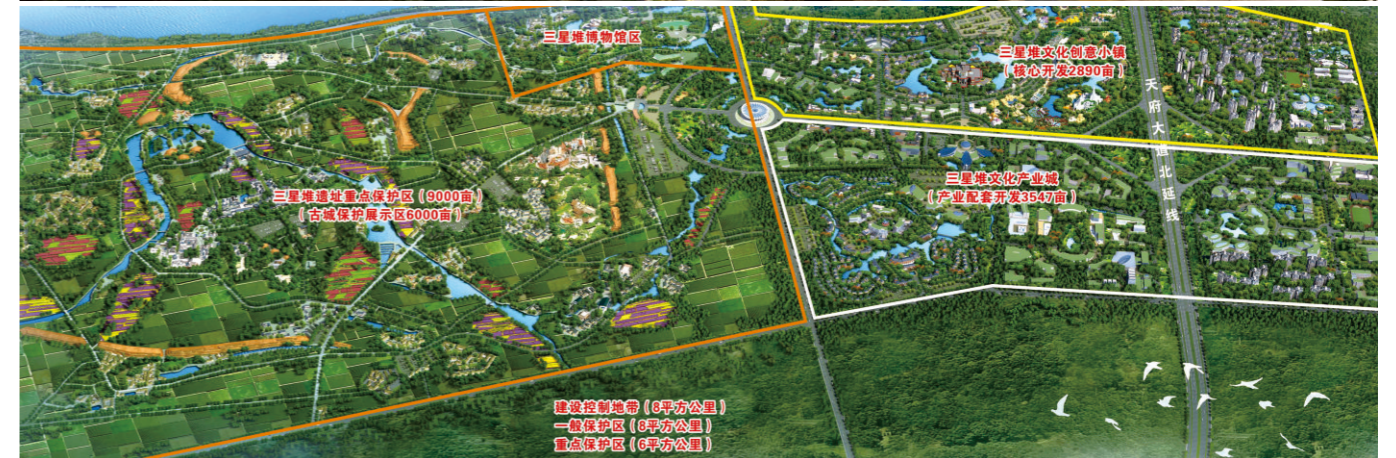 三星堆博物馆区
三星堆文化创意小镇
（核心开发2890亩）
天府大道北延线
三星堆文化产业城
（产业配套开发3547亩）
三星堆遗址重点保护区（9000亩）
（古城保护展示区6000亩）
建设控制地带（8平方公里）
一般保护区（8平方公里）
重点保护区（6平方公里）